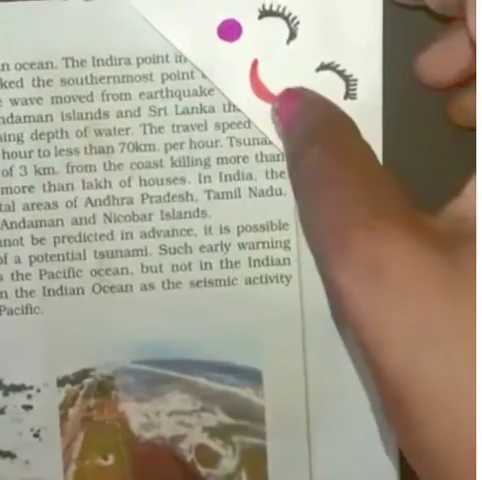 n ocean. The Indira point in
ked the southernmost point
wave moved from earthquake
ndaman islands and Sri Lanka th
sing depth of water. The travel speed
hour to less than 70km. per hour. Tsuna
of 3 km. from the coast killing more than
more than lakh of houses. In India, the
tal areas of Andhra Pradesh, Tamil Nadu,
Andaman and Nicobar Islands.
not be predicted in advance, it is possible
of a potential tsunami. Such early warning
s the Pacific ocean, but not in the Indian
n the Indian Ocean as the seismic activity
Pacific.